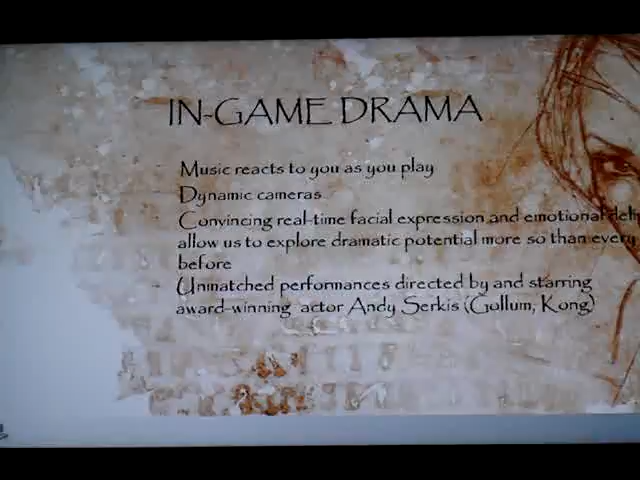 IN-GAME DRAMA
Music reacts to you as you play
Dynamic cameras
- Convincing real-time facial expression and emotional deli
allow us to explore dramatic potential more so than every
before
- Unmatched performances directed by and starring
award-winning actor Andy Serkis (Gollum, Kong)